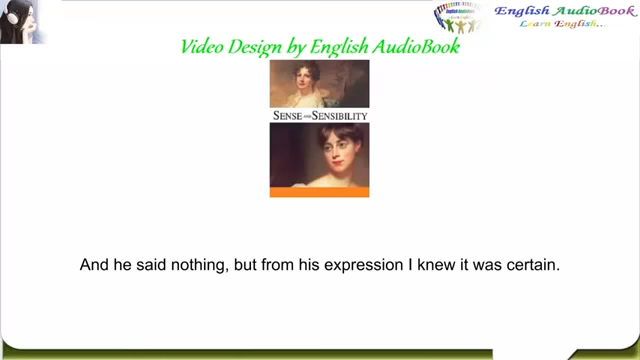 English AudioBook
Learn English...
Video Design by English AudioBook
SENSE AND SENSIBILITY
And he said nothing, but from his expression I knew it was certain.